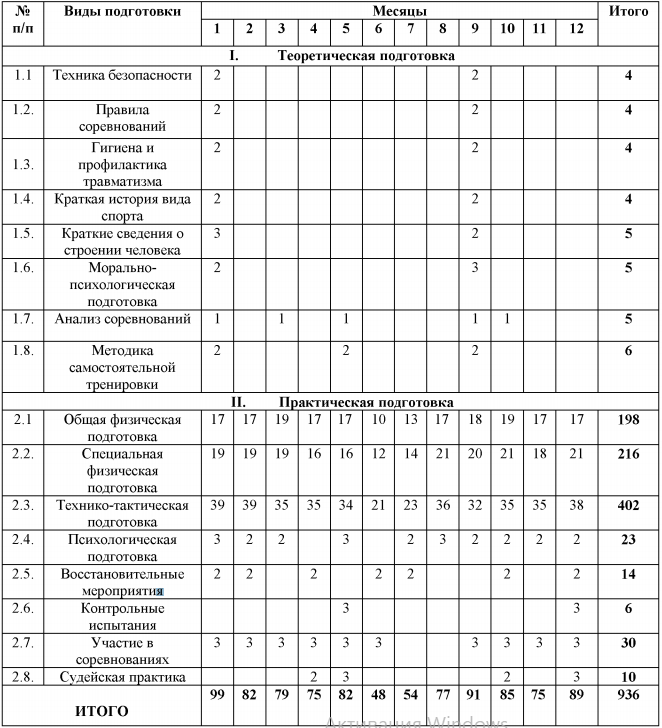 № п/п Виды подготовки Месяцы Итого
1 2 3 4 5 6 7 8 9 10 11 12
I. Теоретическая подготовка
1.1 Техника безопасности 2 2 4
1.2. Правила соревнований 2 2 4
1.3. Гигиена и профилактика травматизма 2 2 4
1.4. Краткая история вида спорта 2 2 4
1.5. Краткие сведения о строении человека 3 2 5
1.6. Морально-психологическая подготовка 2 3 5
1.7. Анализ соревнований 1 1 1 1 1 5
1.8. Методика самостоятельной тренировки 2 2 2 6
II. Практическая подготовка
2.1 Общая физическая подготовка 17 17 19 17 17 10 13 17 18 19 17 17 198
2.2. Специальная физическая подготовка 19 19 19 16 16 12 14 21 20 21 18 21 216
2.3. Технико-тактическая подготовка 39 39 35 35 34 21 23 36 32 35 35 38 402
2.4. Психологическая подготовка 3 2 2 3 2 3 2 2 2 2 23
2.5. Восстановительные мероприятия 2 2 2 2 2 2 2 14
2.6. Контрольные испытания 3 3 6
2.7. Участие в соревнованиях 3 3 3 3 3 3 3 3 3 3 30
2.8. Судейская практика 2 3 2 3 10
ИТОГО 99 82 79 75 82 48 54 77 91 85 75 89 936
Активация Windows